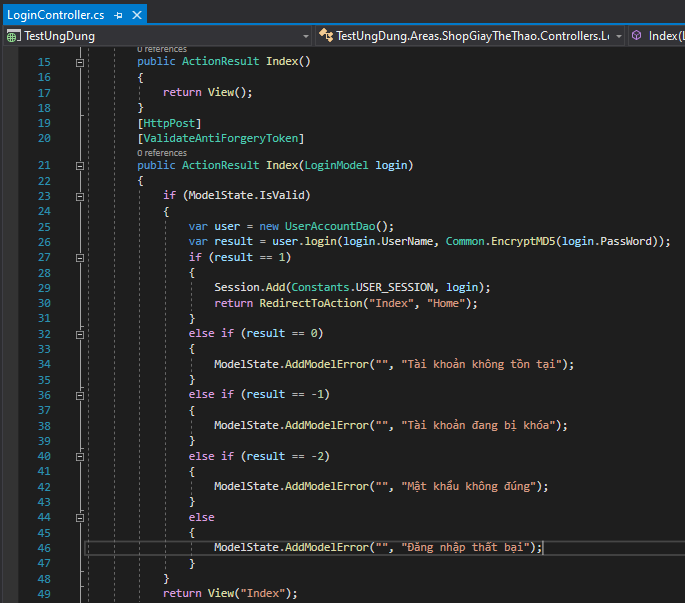 LoginController.cs
TestUngDung TestUngDung.Areas.ShopGiayTheThao.Controllers.L Index(
0 references
15 public ActionResult Index()
16 {
17 return View();
18 }
19 [HttpPost]
20 [ValidateAntiForgeryToken]
0 references
21 public ActionResult Index(LoginModel login)
22 {
23 if (ModelState.IsValid)
24 {
25 var user = new UserAccountDao();
26 var result = user.login(login.UserName, Common.EncryptMD5(login.PassWord));
27 if (result == 1)
28 {
29 Session.Add(Constants.USER_SESSION, login);
30 return RedirectToAction("Index", "Home");
31 }
32 else if (result == 0)
33 {
34 ModelState.AddModelError("", "Tài khoản không tồn tại");
35 }
36 else if (result == -1)
37 {
38 ModelState.AddModelError("", "Tài khoản đang bị khóa");
39 }
40 else if (result == -2)
41 {
42 ModelState.AddModelError("", "Mật khẩu không đúng");
43 }
44 else
45 {
46 ModelState.AddModelError("", "Đăng nhập thất bại");
47 }
48 }
49 return View("Index");